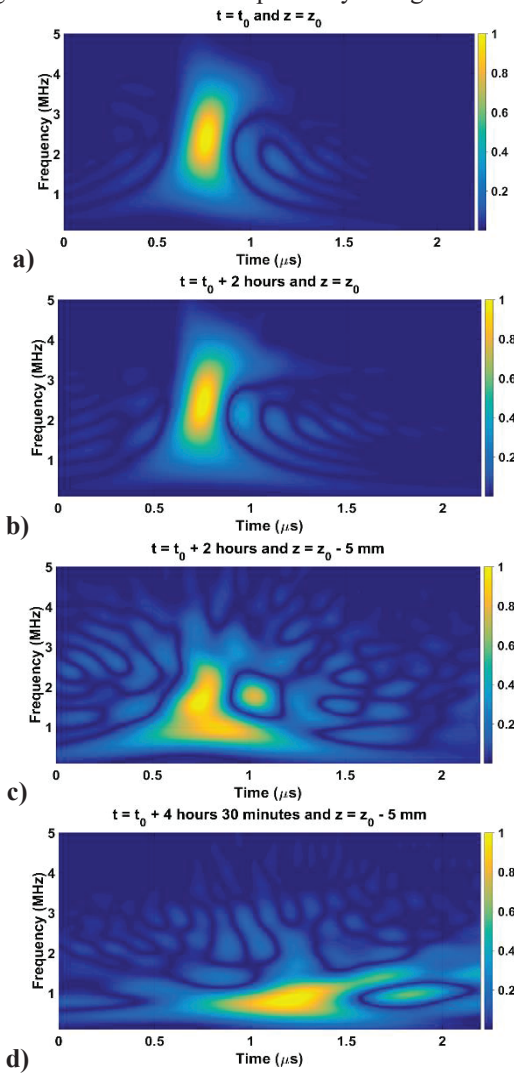 t = t0 and z = z0
5
4
3
2
1
0 0.5 1 1.5 2
Frequency (MHz)
Time (μs)
1
0.8
0.6
0.4
0.2
a)
t = t0 + 2 hours and z = z0
5
4
3
2
1
0 0.5 1 1.5 2
Frequency (MHz)
Time (μs)
1
0.8
0.6
0.4
0.2
b)
t = t0 + 2 hours and z = z0 - 5 mm
5
4
3
2
1
0 0.5 1 1.5 2
Frequency (MHz)
Time (μs)
1
0.8
0.6
0.4
0.2
c)
t = t0 + 4 hours 30 minutes and z = z0 - 5 mm
5
4
3
2
1
0 0.5 1 1.5 2
Frequency (MHz)
Time (μs)
1
0.8
0.6
0.4
0.2
d)